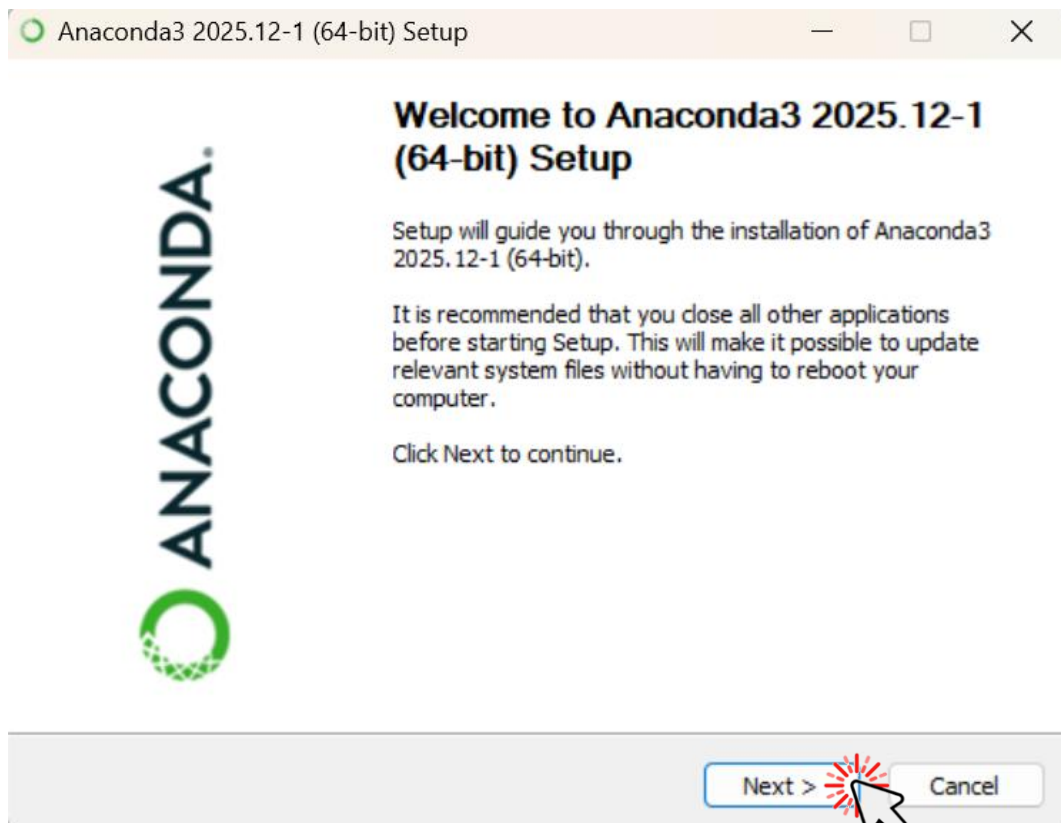 Anaconda3 2025.12-1 (64-bit) Setup
Welcome to Anaconda3 2025.12-1
(64-bit) Setup
Setup will guide you through the installation of Anaconda3
2025.12-1 (64-bit).
It is recommended that you close all other applications
before starting Setup. This will make it possible to update
relevant system files without having to reboot your
computer.
Click Next to continue.
ANACONDA.
Next >
Cancel